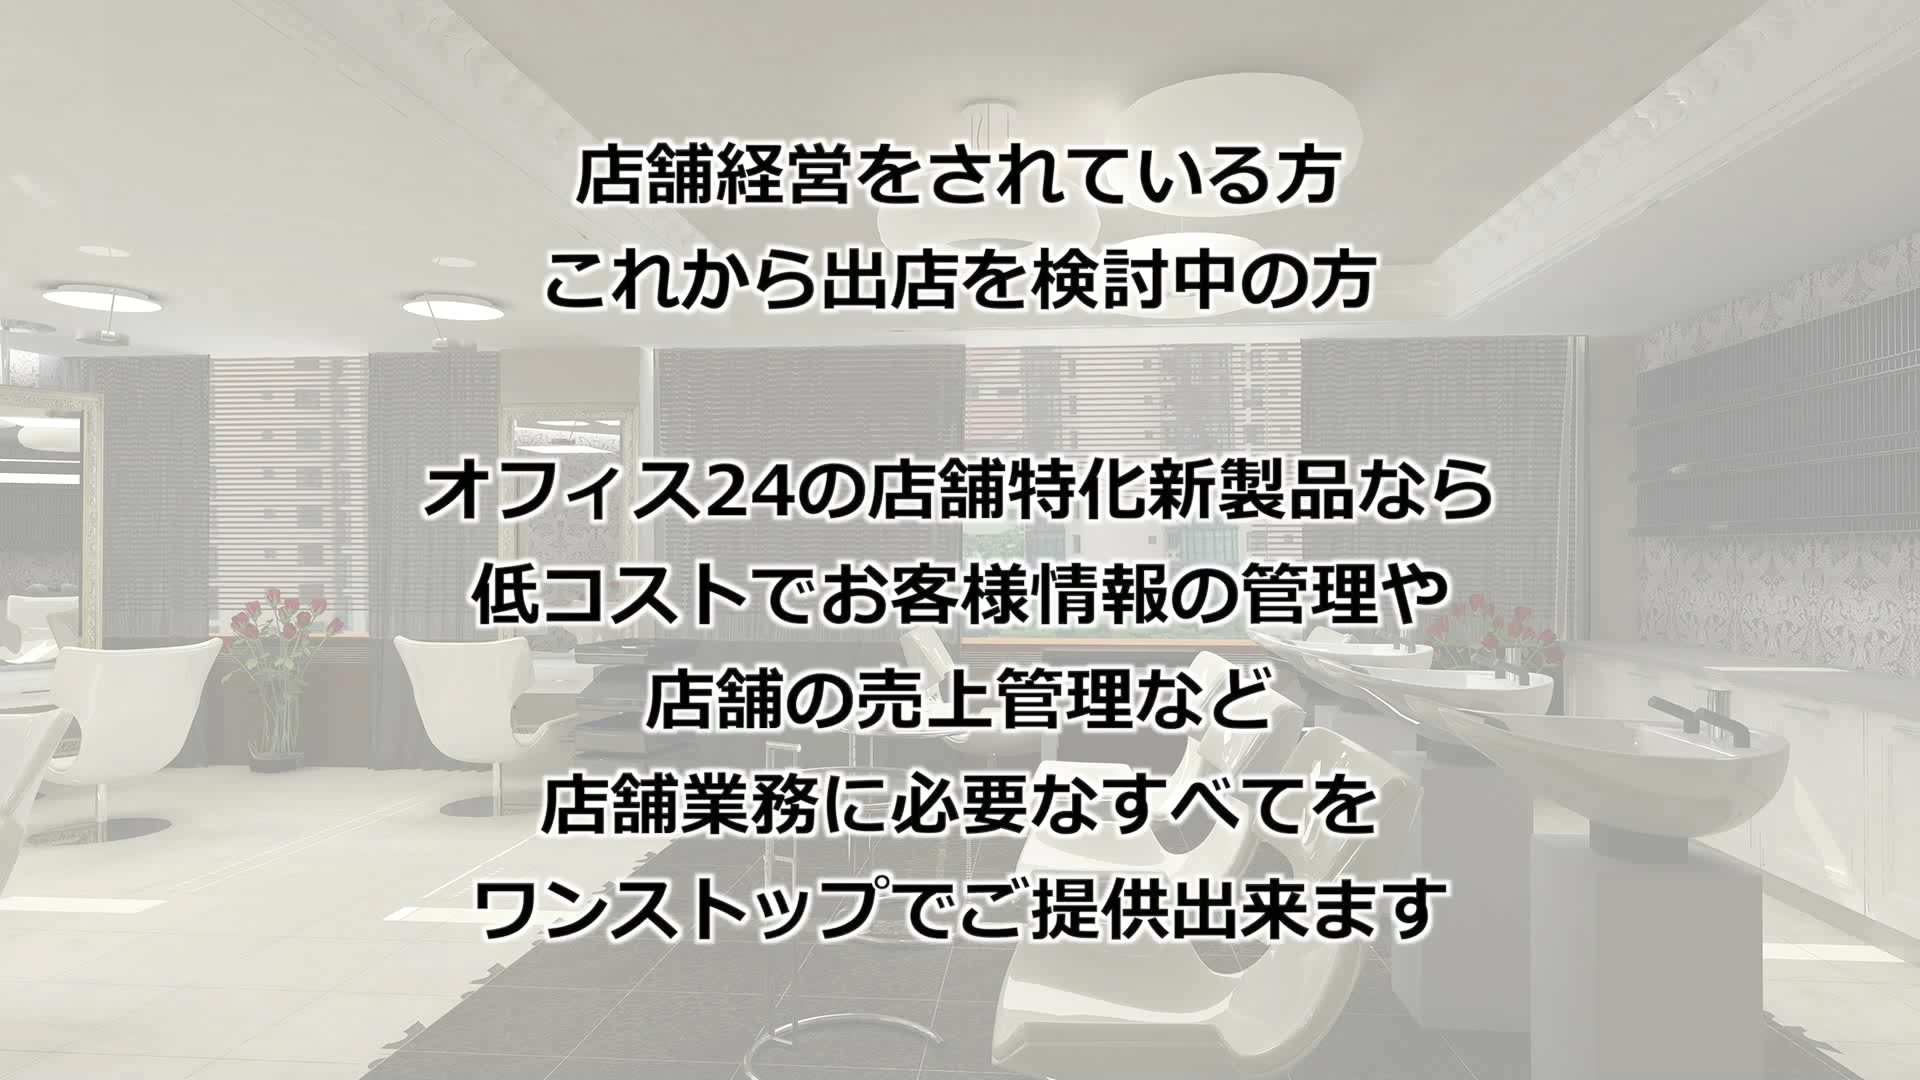 店舗経営をされている方
これから出店を検討中の方
オフィス24の店舗特化新製品なら
低コストでお客様情報の管理や
店舗の売上管理など
店舗業務に必要なすべてを
ワンストップでご提供出来ます